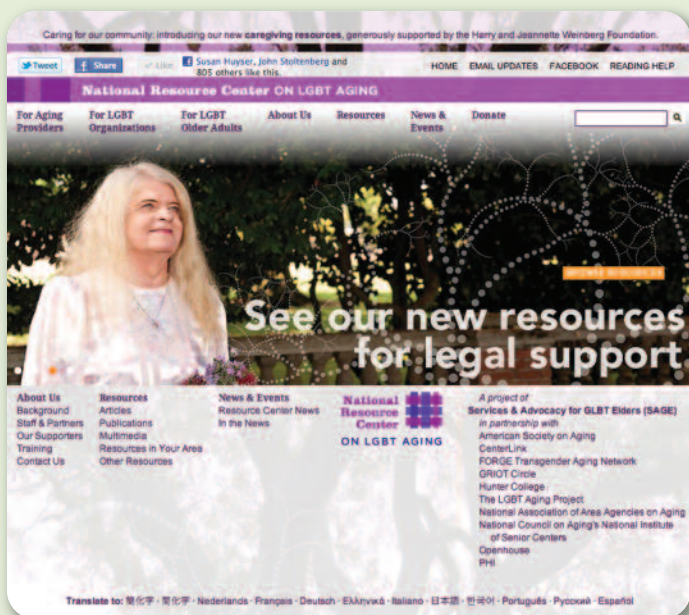 Caring for our community: introducing our new caregiving resources, generously supported by the Harry and Jeannette Weinberg Foundation.
Tweet
Share
Like
Susan Huyser, John Stoltenberg and
805 others like this.
HOME EMAIL UPDATES FACEBOOK READING HELP
National Resource Center ON LGBT AGING
For Aging
Providers
For LGBT
Organizations
For LGBT
Older Adults
About Us
Resources
News &
Events
Donate
BROWSE RESOURCES
See our new resources
for legal support
About Us
Background
Staff & Partners
Our Supporters
Training
Contact Us
Resources
Articles
Publications
Multimedia
Resources in Your Area
Other Resources
News & Events
Resource Center News
In the News
National
Resource
Center
ON LGBT AGING
A project of
Services & Advocacy for GLBT Elders (SAGE)
in partnership with
American Society on Aging
CenterLink
FORGE Transgender Aging Network
GRIOT Circle
Hunter College
The LGBT Aging Project
National Association of Area Agencies on Aging
National Council on Aging's National Institute
of Senior Centers
Openhouse
PHI
Translate to: 簡化字 · 简化字 · Nederlands · Français · Deutsch · Ελληνικά · Italiano · 日本語 · 한국어 · Português · Русский · Español